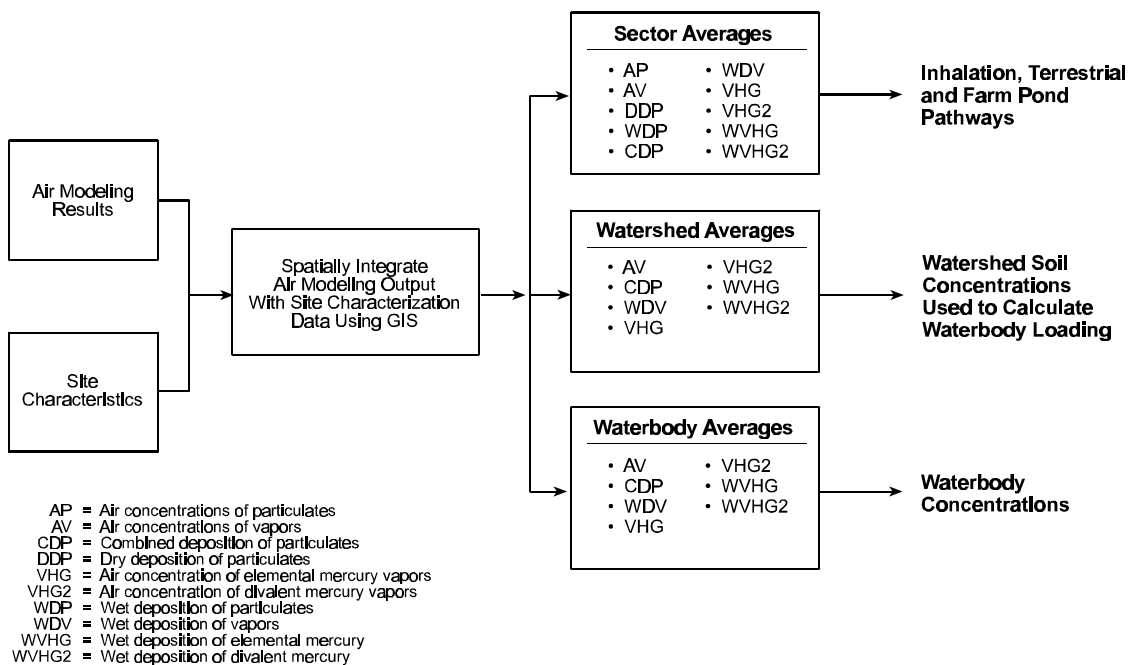 Air Modeling
Results
Site
Characteristics
Spatially Integrate
Air Modeling Output
With Site Characterization
Data Using GIS
Sector Averages
• AP
• AV
• DDP
• WDP
• CDP
• WDV
• VHG
• VHG2
• WVHG
• WVHG2
Inhalation, Terrestrial
and Farm Pond
Pathways
Watershed Averages
• AV
• CDP
• WDV
• VHG
• VHG2
• WVHG
• WVHG2
Watershed Soil
Concentrations
Used to Calculate
Waterbody Loading
Waterbody Averages
• AV
• CDP
• WDV
• VHG
• VHG2
• WVHG
• WVHG2
Waterbody
Concentrations
AP = Air concentrations of particulates
AV = Air concentrations of vapors
CDP = Combined deposition of particulates
DDP = Dry deposition of particulates
VHG = Air concentration of elemental mercury vapors
VHG2 = Air concentration of divalent mercury vapors
WDP = Wet deposition of particulates
WDV = Wet deposition of vapors
WVHG = Wet deposition of elemental mercury
WVHG2 = Wet deposition of divalent mercury